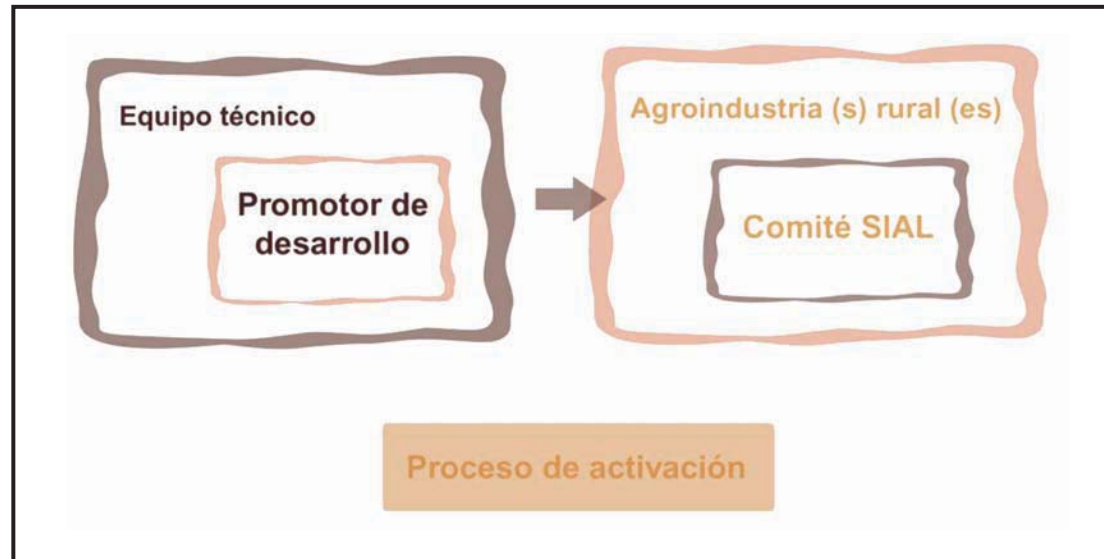 Equipo técnico
Promotor de
desarrollo
Agroindustria (s) rural (es)
Comité SIAL
Proceso de activación